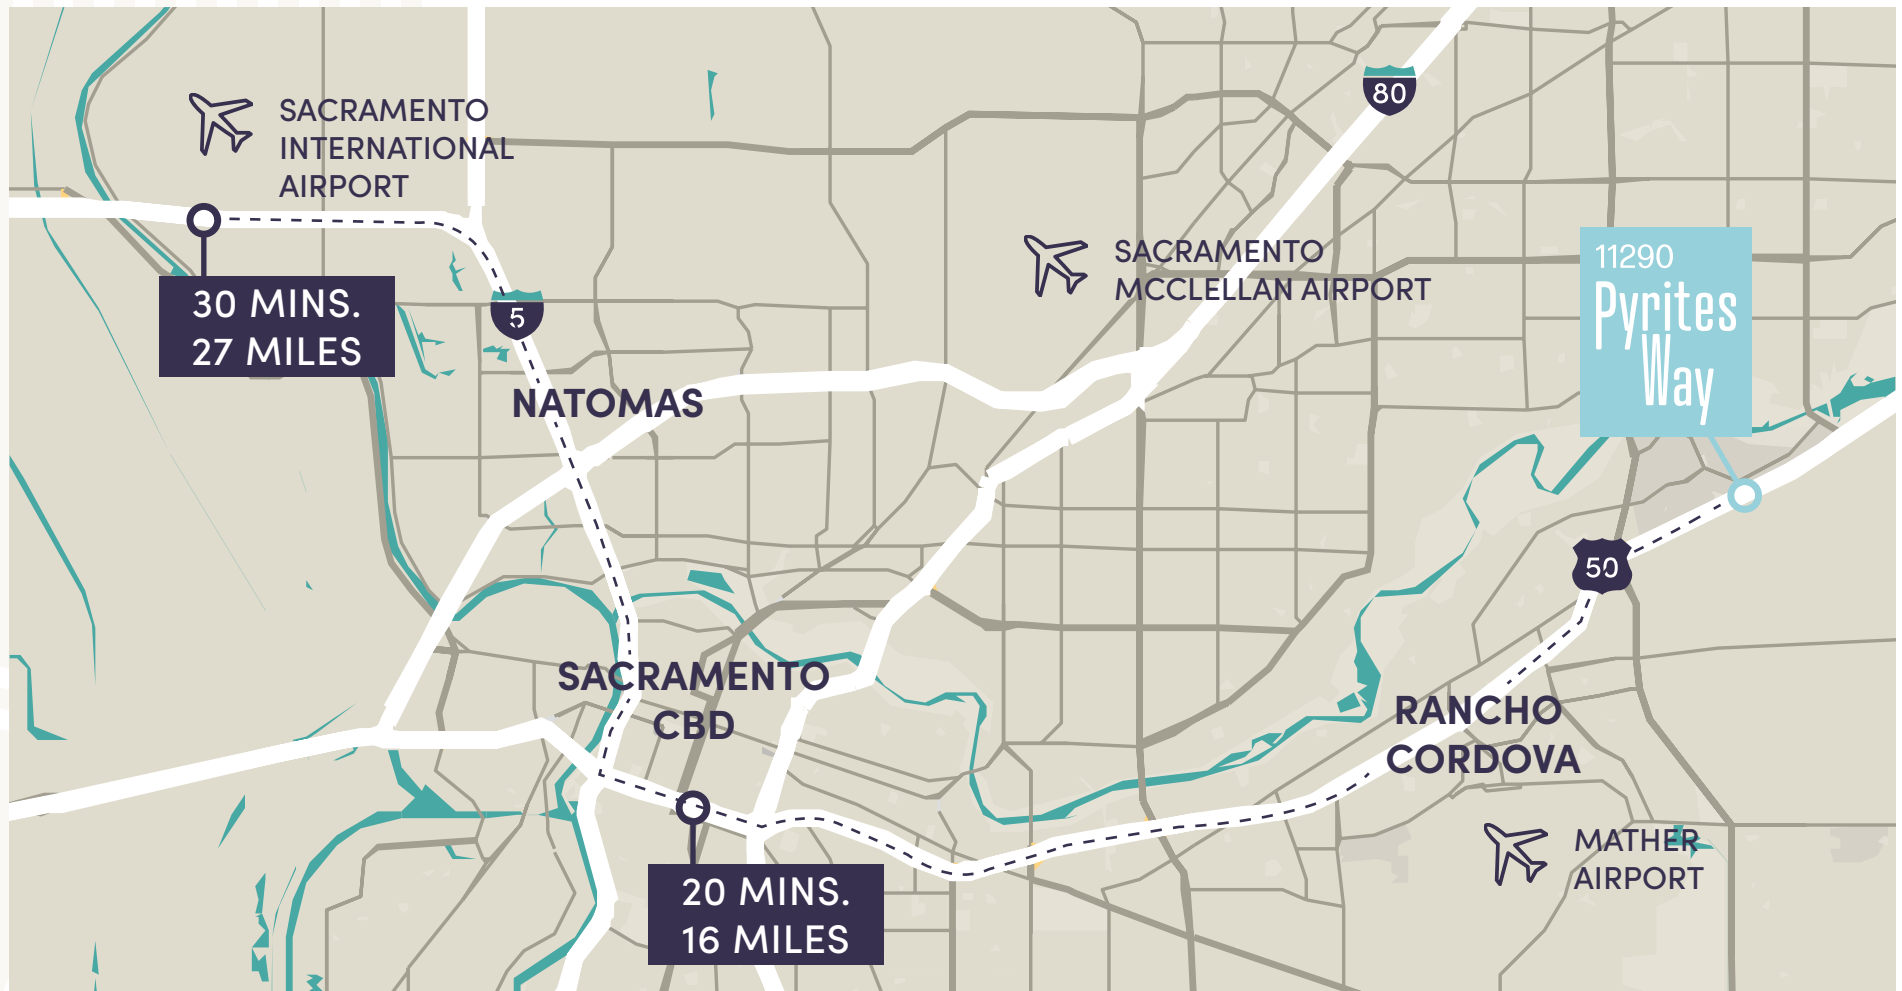 80
SACRAMENTO
INTERNATIONAL
AIRPORT
SACRAMENTO
MCCLELLAN AIRPORT
11290
Pyrites
Way
30 MINS.
27 MILES
5
NATOMAS
50
SACRAMENTO
CBD
RANCHO
CORDOVA
MATHER
AIRPORT
20 MINS.
16 MILES